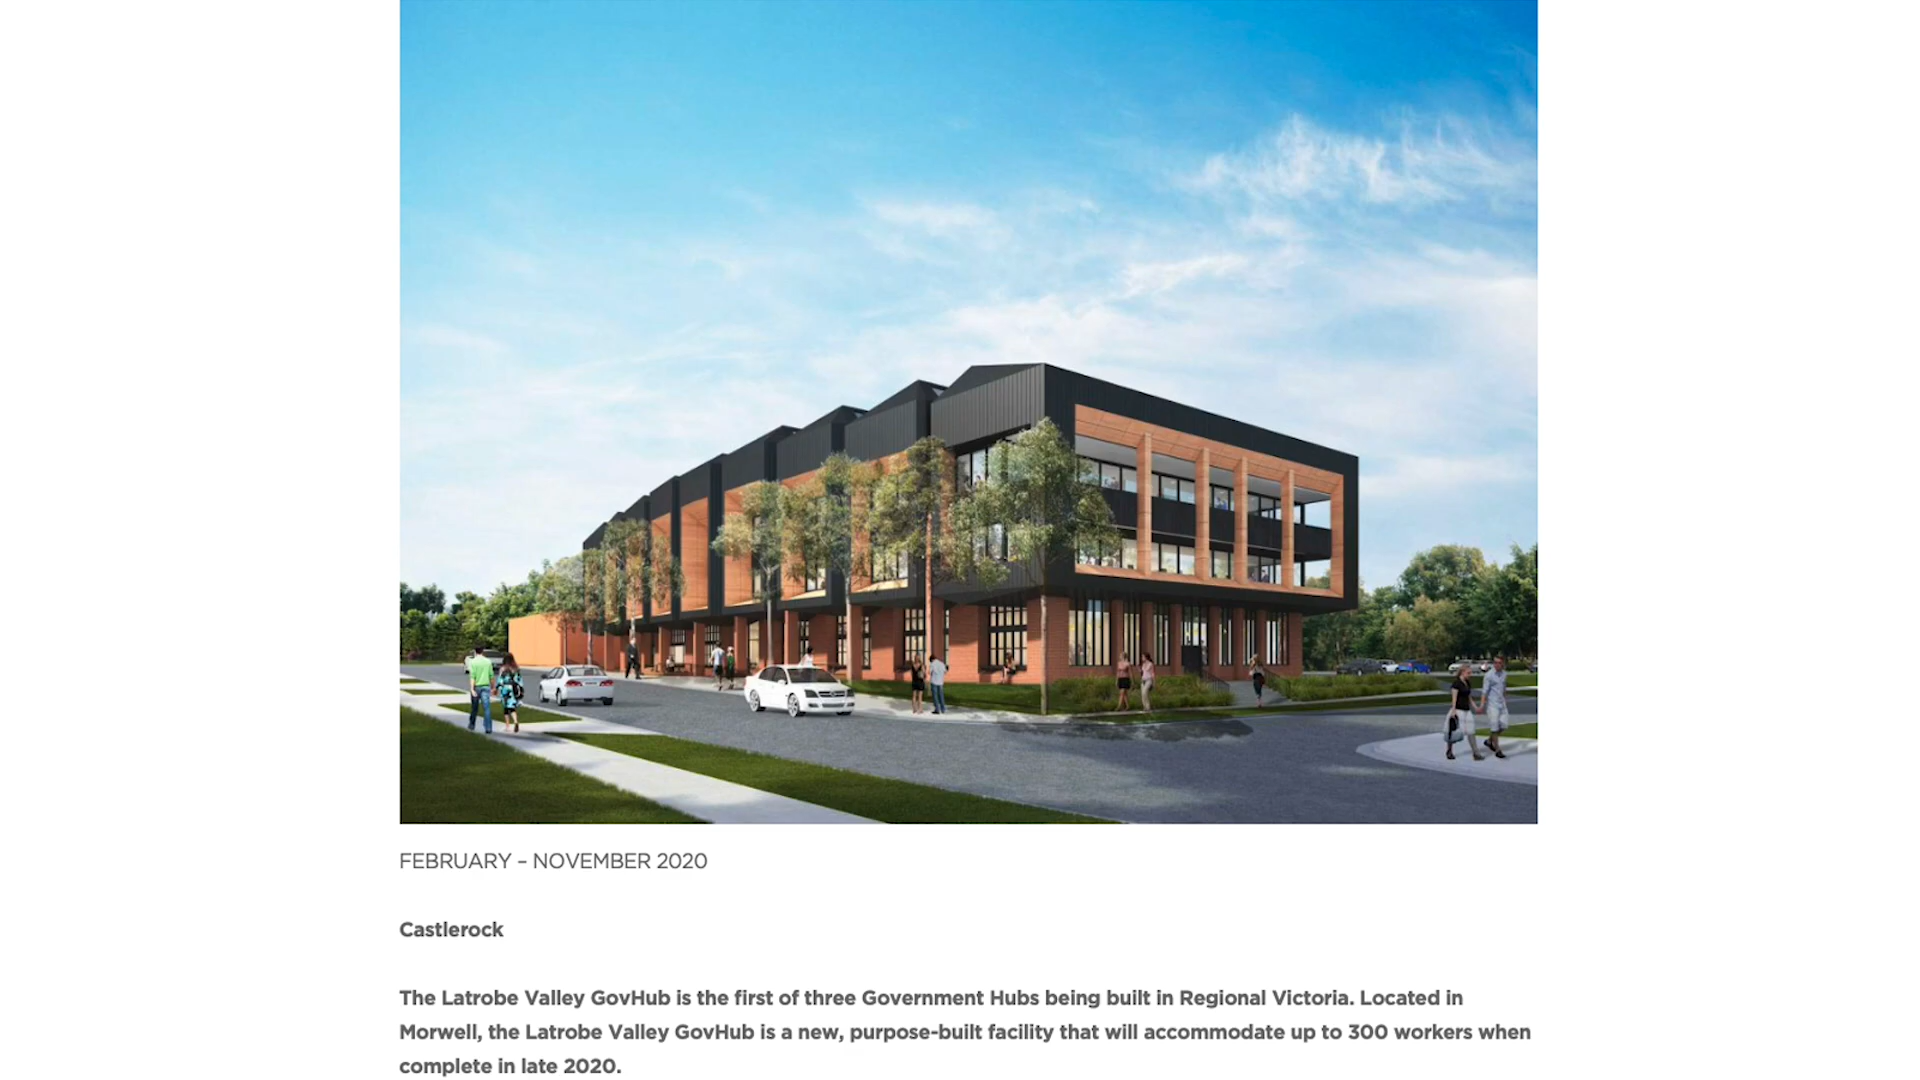 FEBRUARY – NOVEMBER 2020
Castlerock
The Latrobe Valley GovHub is the first of three Government Hubs being built in Regional Victoria. Located in
Morwell, the Latrobe Valley GovHub is a new, purpose-built facility that will accommodate up to 300 workers when
complete in late 2020.